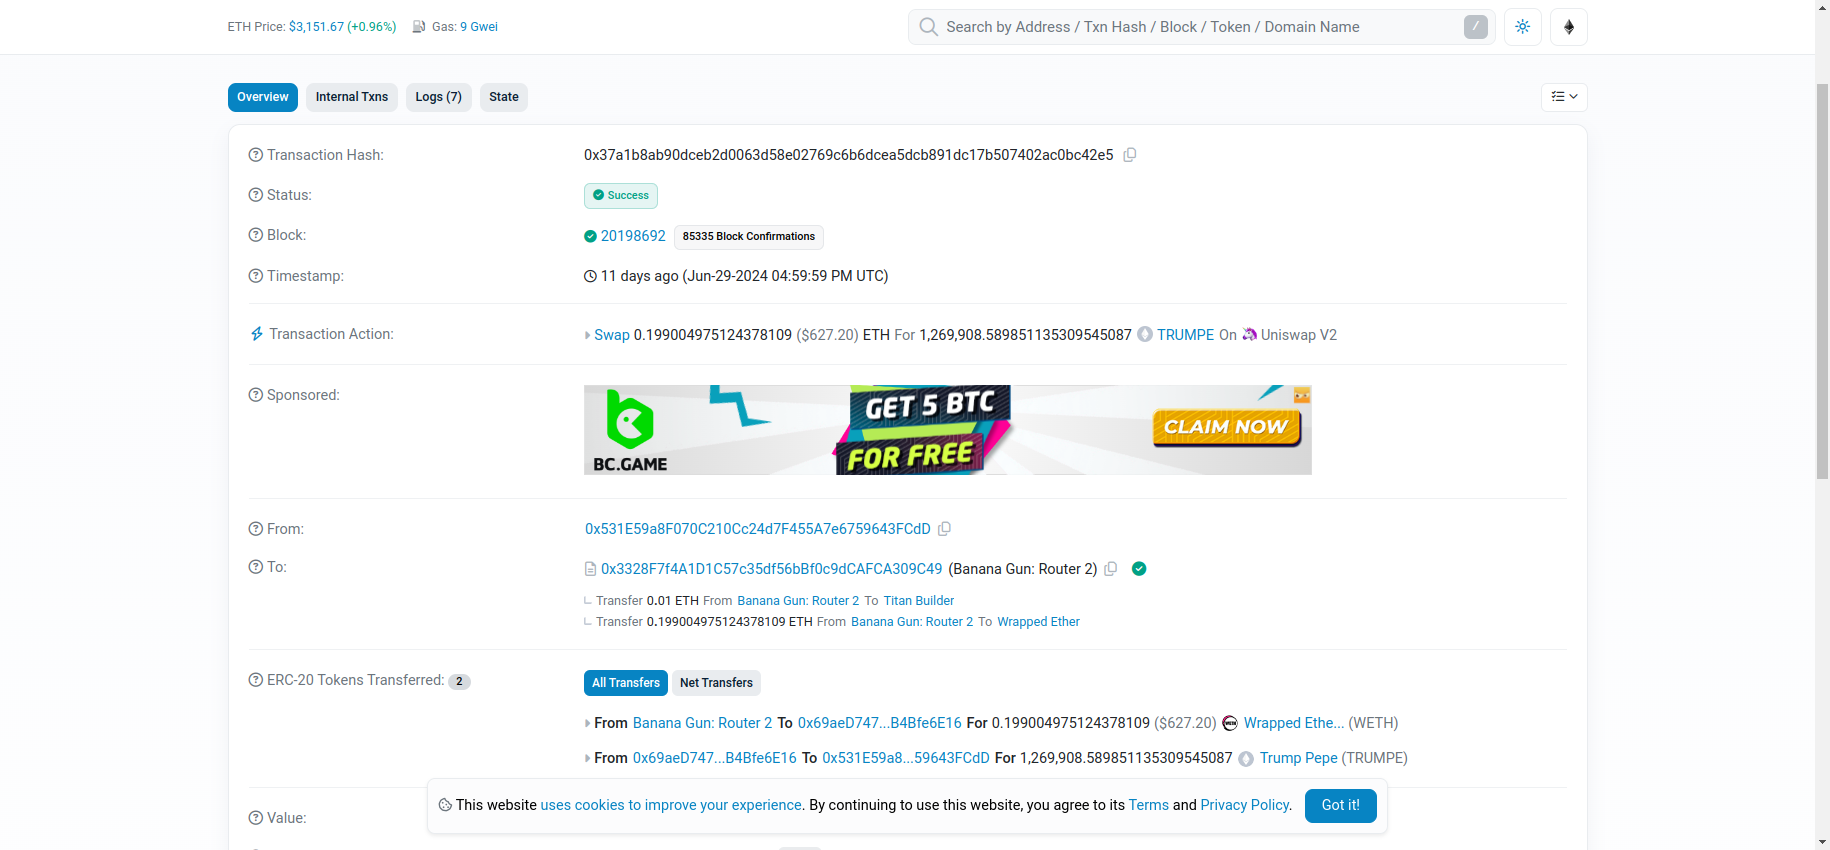 ETH Price: $3,151.67 (+0.96%) Gas: 9 Gwei
Search by Address / Txn Hash / Block / Token / Domain Name /
Overview Internal Txns Logs (7) State
Transaction Hash: 0x37a1b8ab90dceb2d0063d58e02769c6b6dcea5dcb891dc17b507402ac0bc42e5
Status: Success
Block: 20198692 85335 Block Confirmations
Timestamp: 11 days ago (Jun-29-2024 04:59:59 PM UTC)
Transaction Action: Swap 0.199004975124378109 ($627.20) ETH For 1,269,908.589851135309545087 TRUMPE On Uniswap V2
Sponsored:
BC.GAME
GET 5 BTC
FOR FREE
CLAIM NOW
From: 0x531E59a8F070C210Cc24d7F455A7e6759643FCdD
To: 0x3328F7f4A1D1C57c35df56bBf0c9dCAFCA309C49 (Banana Gun: Router 2)
Transfer 0.01 ETH From Banana Gun: Router 2 To Titan Builder
Transfer 0.199004975124378109 ETH From Banana Gun: Router 2 To Wrapped Ether
ERC-20 Tokens Transferred: 2 All Transfers Net Transfers
From Banana Gun: Router 2 To 0x69aeD747...B4Bfe6E16 For 0.199004975124378109 ($627.20) Wrapped Ethe... (WETH)
From 0x69aeD747...B4Bfe6E16 To 0x531E59a8...59643FCdD For 1,269,908.589851135309545087 Trump Pepe (TRUMPE)
This website uses cookies to improve your experience. By continuing to use this website, you agree to its Terms and Privacy Policy. Got it!
Value: